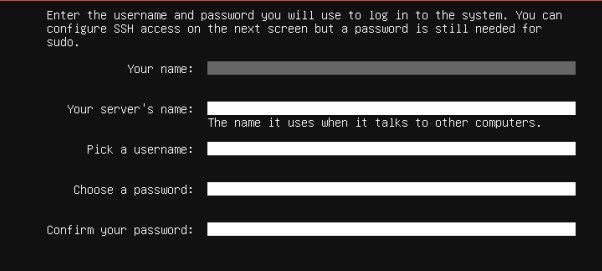 Enter the username and password you will use to log in to the system. You can
configure SSH access on the next screen but a password is still needed for
sudo.
Your name:
Your server's name:
The name it uses when it talks to other computers.
Pick a username:
Choose a password:
Confirm your password: